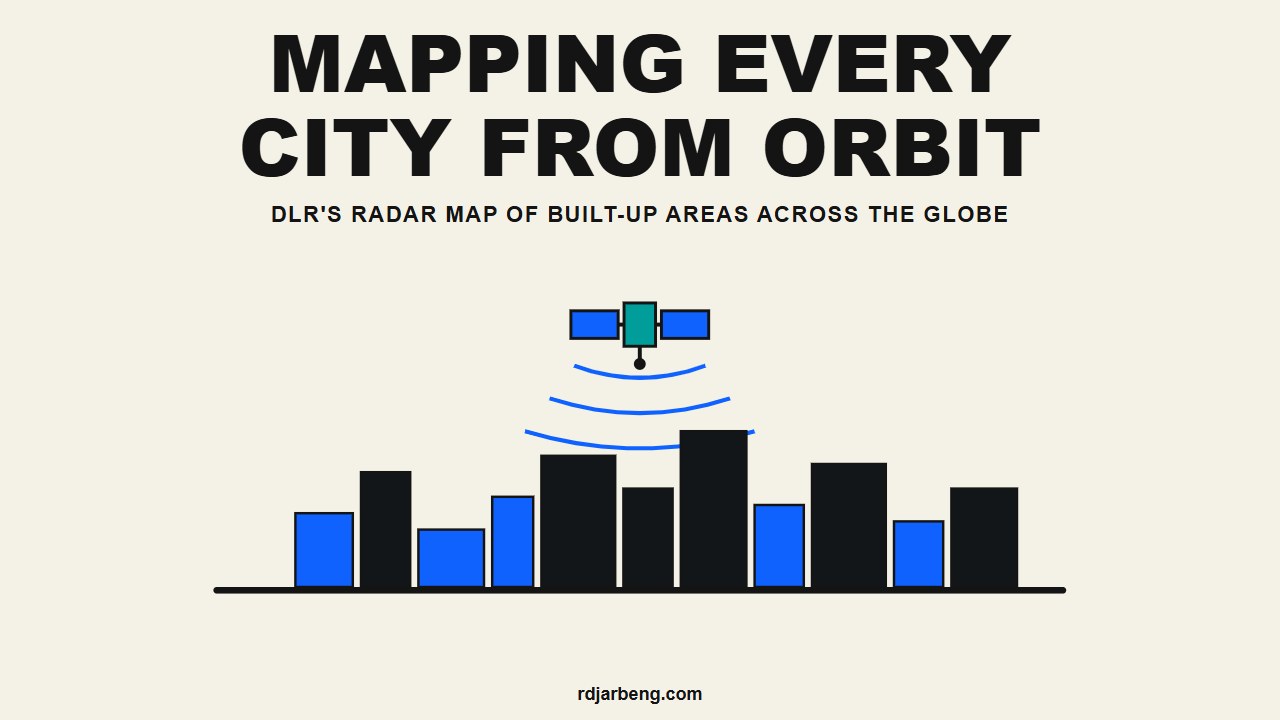 MAPPING EVERY
CITY FROM ORBIT
DLR'S RADAR MAP OF BUILT-UP AREAS ACROSS THE GLOBE
rdjarbeng.com